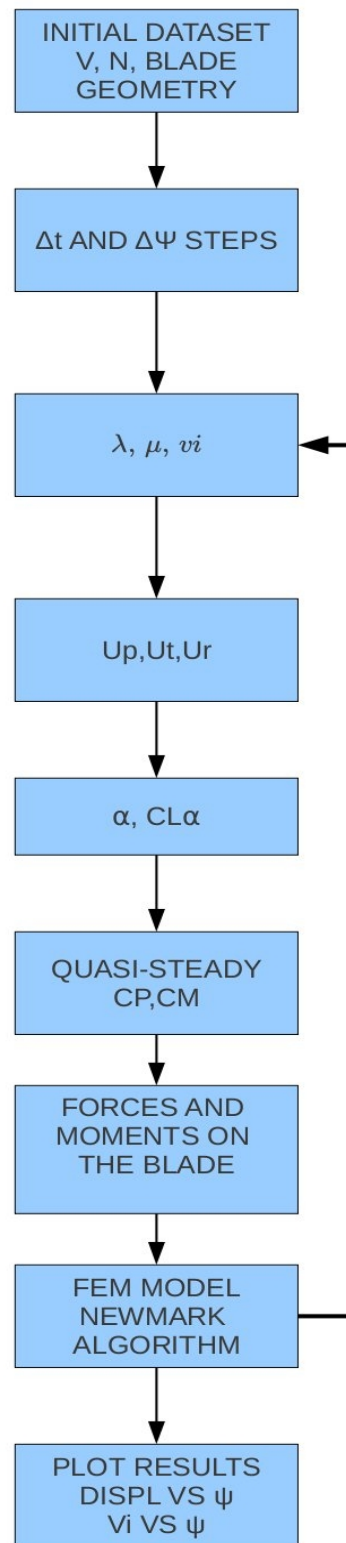 INITIAL DATASET
V, N, BLADE
GEOMETRY
Δt AND ΔΨ STEPS
λ, μ, vi
Up,Ut,Ur
α, CLα
QUASI-STEADY
CP,CM
FORCES AND
MOMENTS ON
THE BLADE
FEM MODEL
NEWMARK
ALGORITHM
PLOT RESULTS
DISPL VS ψ
Vi VS ψ